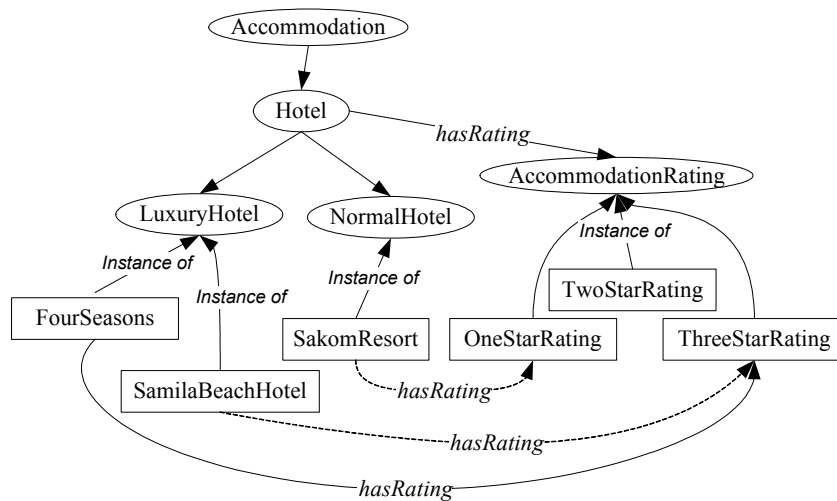 Accommodation
Hotel
hasRating
AccommodationRating
LuxuryHotel
NormalHotel
Instance of
Instance of
Instance of
Instance of
TwoStarRating
FourSeasons
SakomResort
OneStarRating
ThreeStarRating
SamilaBeachHotel
hasRating
hasRating
hasRating